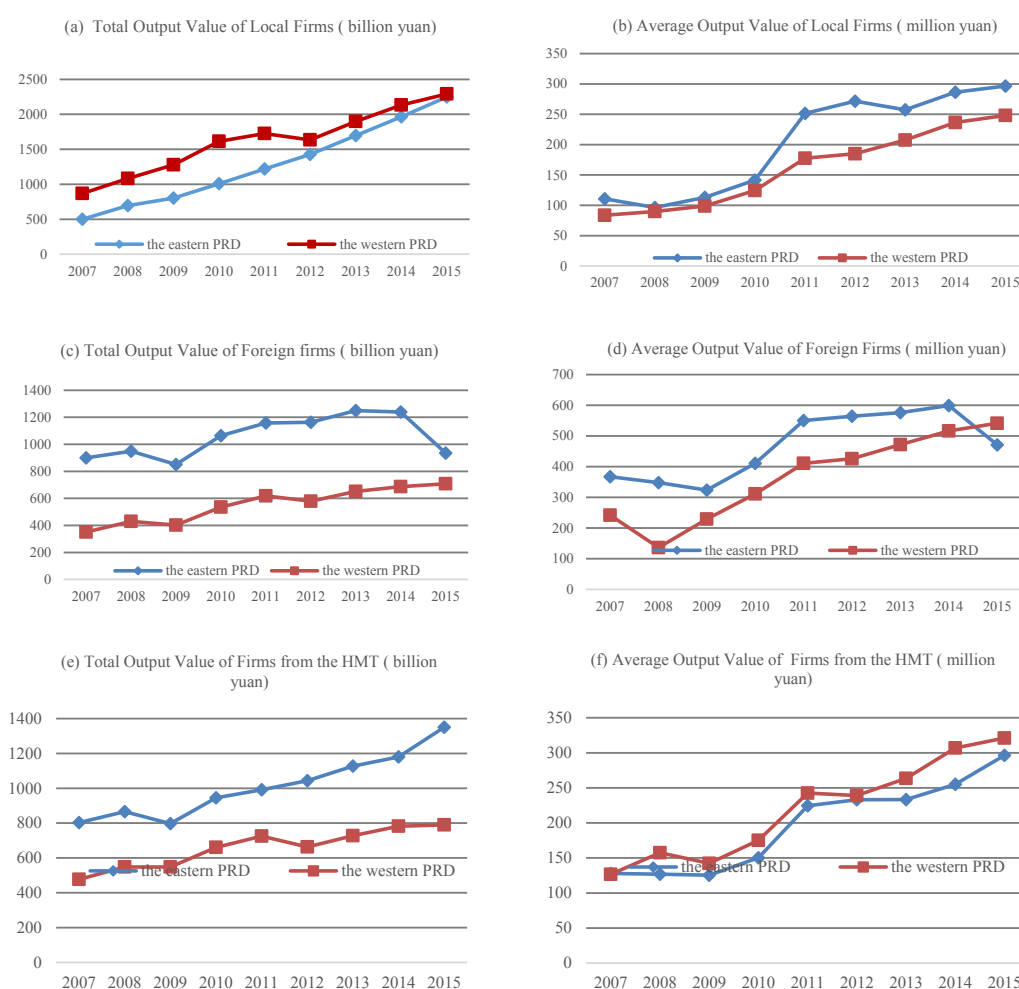 (a) Total Output Value of Local Firms ( billion yuan)
2500
2000
1500
1000
500
0
the eastern PRD the western PRD
2007 2008 2009 2010 2011 2012 2013 2014 2015
(b) Average Output Value of Local Firms ( million yuan)
350
300
250
200
150
100
50
0
the eastern PRD the western PRD
2007 2008 2009 2010 2011 2012 2013 2014 2015
(c) Total Output Value of Foreign firms ( billion yuan)
1400
1200
1000
800
600
400
200
0
the eastern PRD the western PRD
2007 2008 2009 2010 2011 2012 2013 2014 2015
(d) Average Output Value of Foreign Firms ( million yuan)
700
600
500
400
300
200
100
0
the eastern PRD the western PRD
2007 2008 2009 2010 2011 2012 2013 2014 2015
(e) Total Output Value of Firms from the HMT ( billion
yuan)
1400
1200
1000
800
600
400
200
0
the eastern PRD the western PRD
2007 2008 2009 2010 2011 2012 2013 2014 2015
(f) Average Output Value of Firms from the HMT ( million
yuan)
350
300
250
200
150
100
50
0
the eastern PRD the western PRD
2007 2008 2009 2010 2011 2012 2013 2014 2015